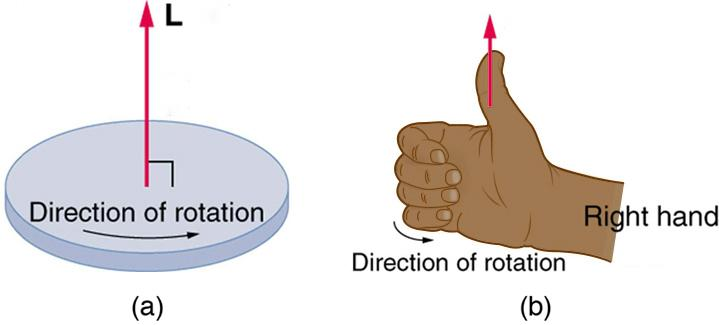 L
Direction of rotation
(a)
Right hand
Direction of rotation
(b)